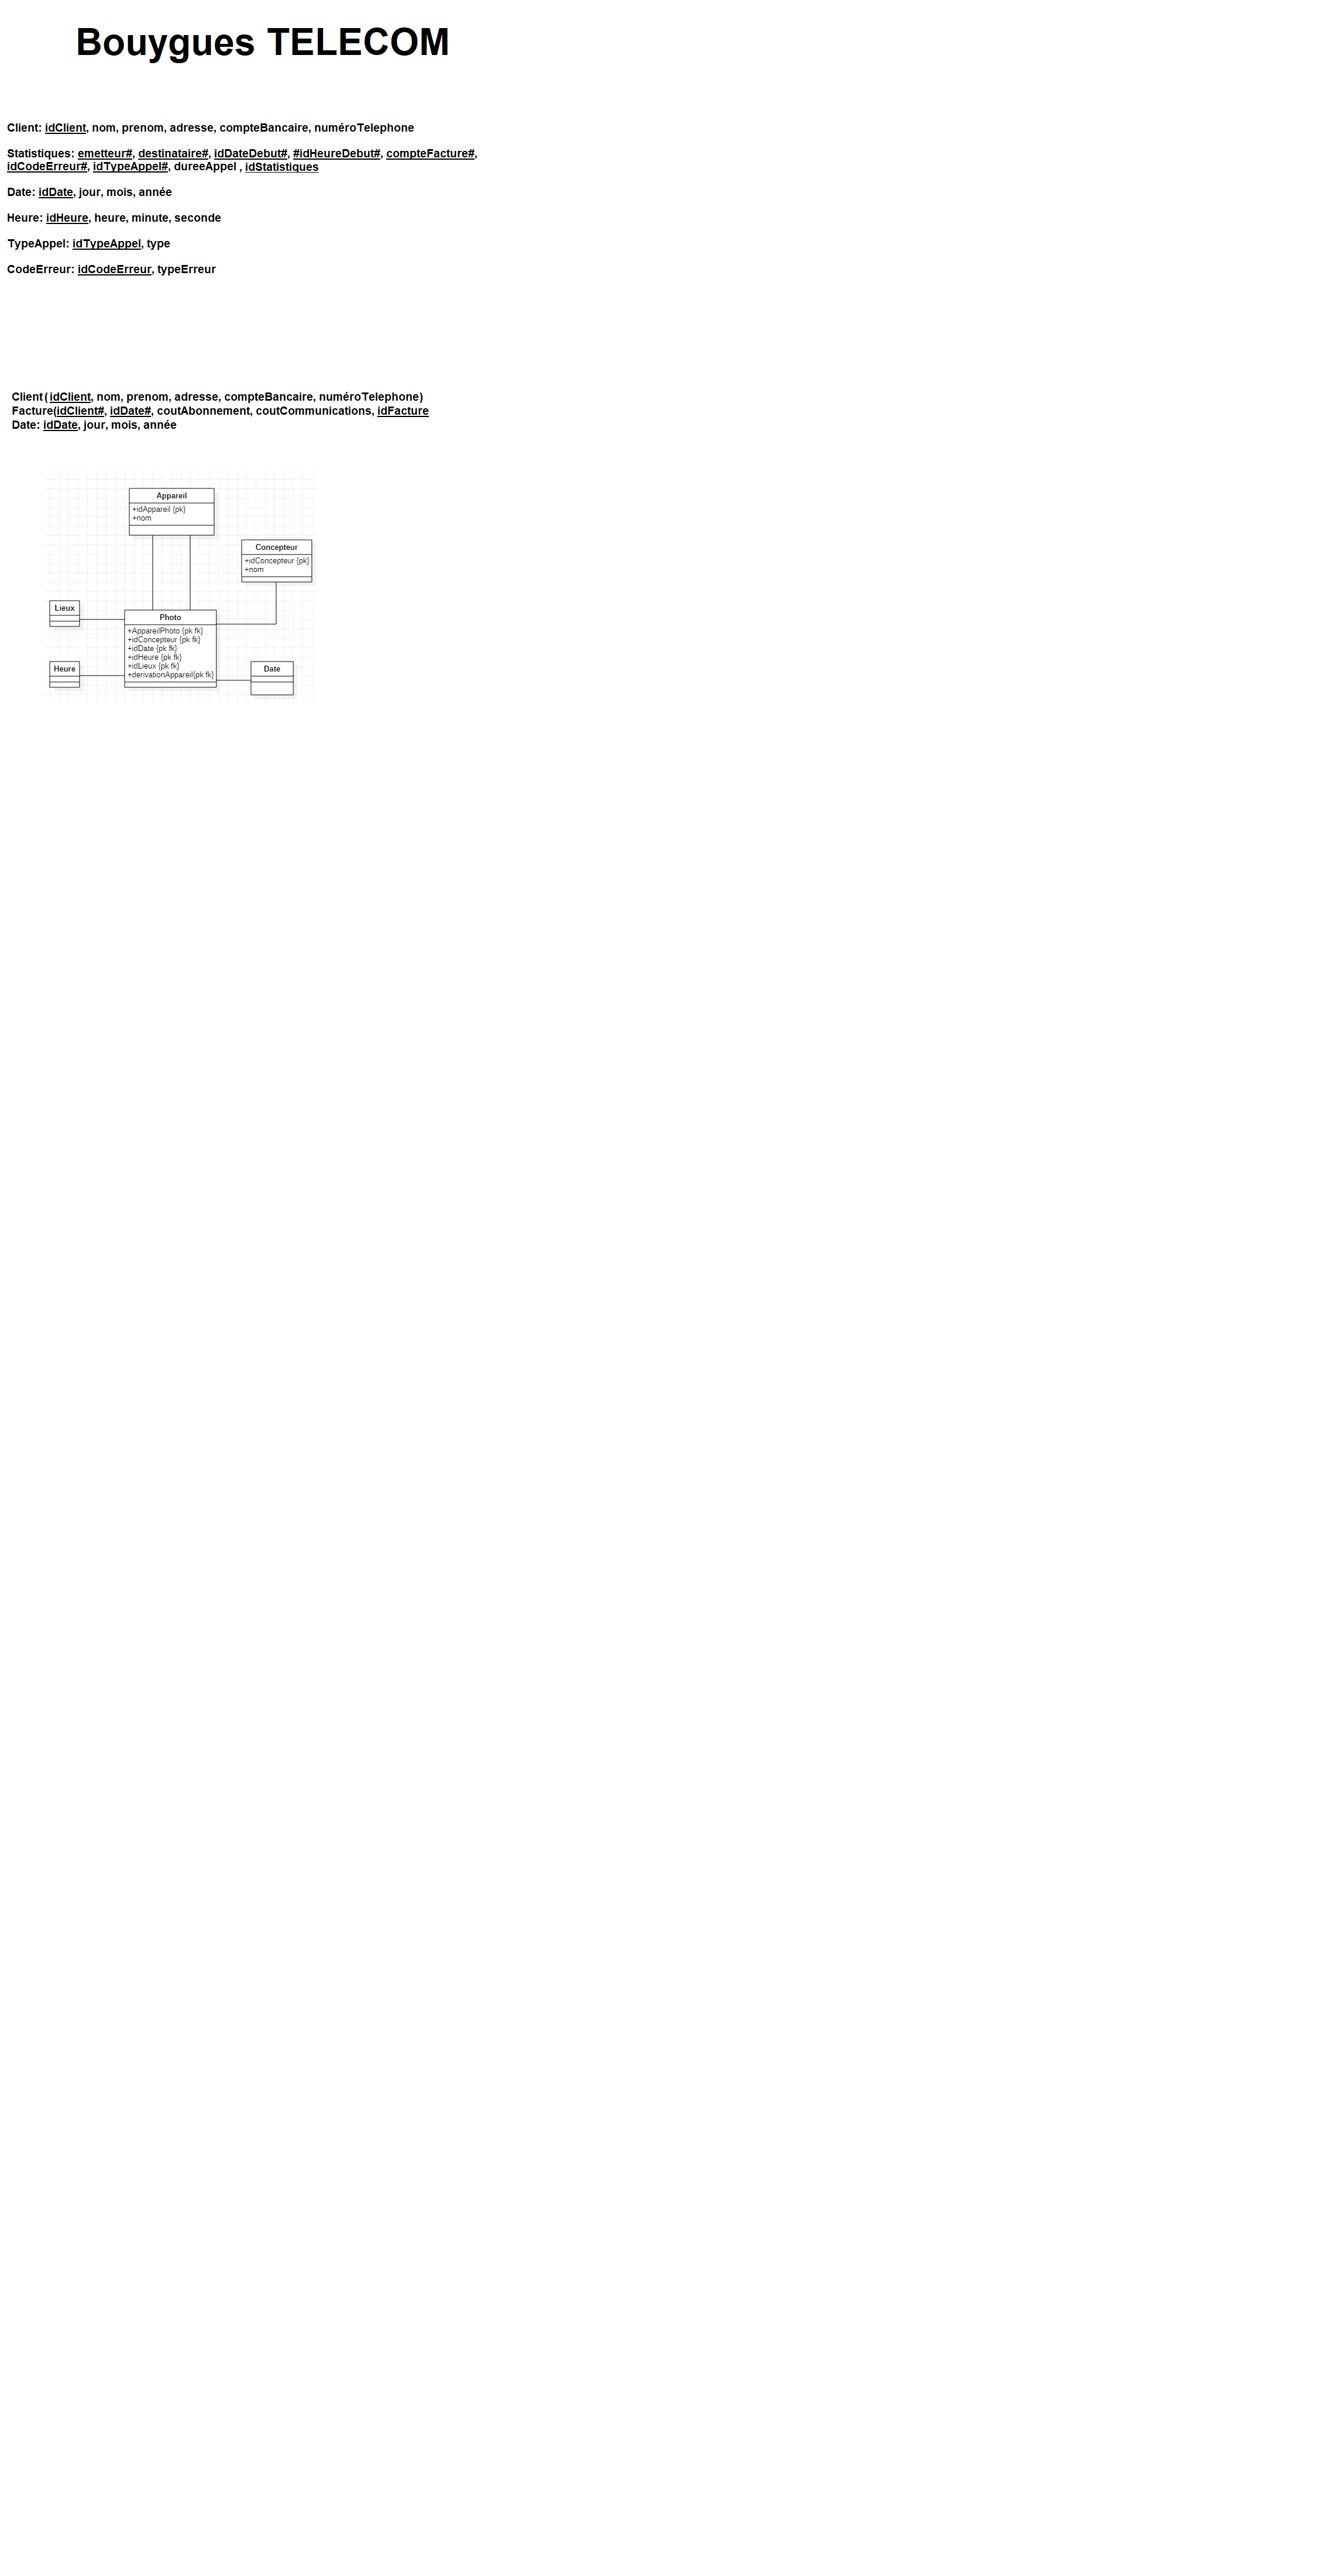 Bouygues TELECOM
Client: idClient, nom, prenom, adresse, compteBancaire, numéroTelephone
Statistiques: emetteur#, destinataire#, idDateDebut#, #idHeureDebut#, compteFacture#,
idCodeErreur#, idTypeAppel#, dureeAppel , idStatistiques
Date: idDate, jour, mois, année
Heure: idHeure, heure, minute, seconde
TypeAppel: idTypeAppel, type
CodeErreur: idCodeErreur, typeErreur
Client(idClient, nom, prenom, adresse, compteBancaire, numéroTelephone)
Facture(idClient#, idDate#, coutAbonnement, coutCommunications, idFacture
Date: idDate, jour, mois, année
Appareil
+idAppareil {pk}
+nom
Concepteur
+idConcepteur {pk}
+nom
Lieux
Photo
+AppareilPhoto {pk fk}
+idConcepteur {pk fk}
+idDate {pk fk}
+idHeure {pk fk}
+idLieux {pk fk}
+derivationAppareil{pk fk}
Heure
Date